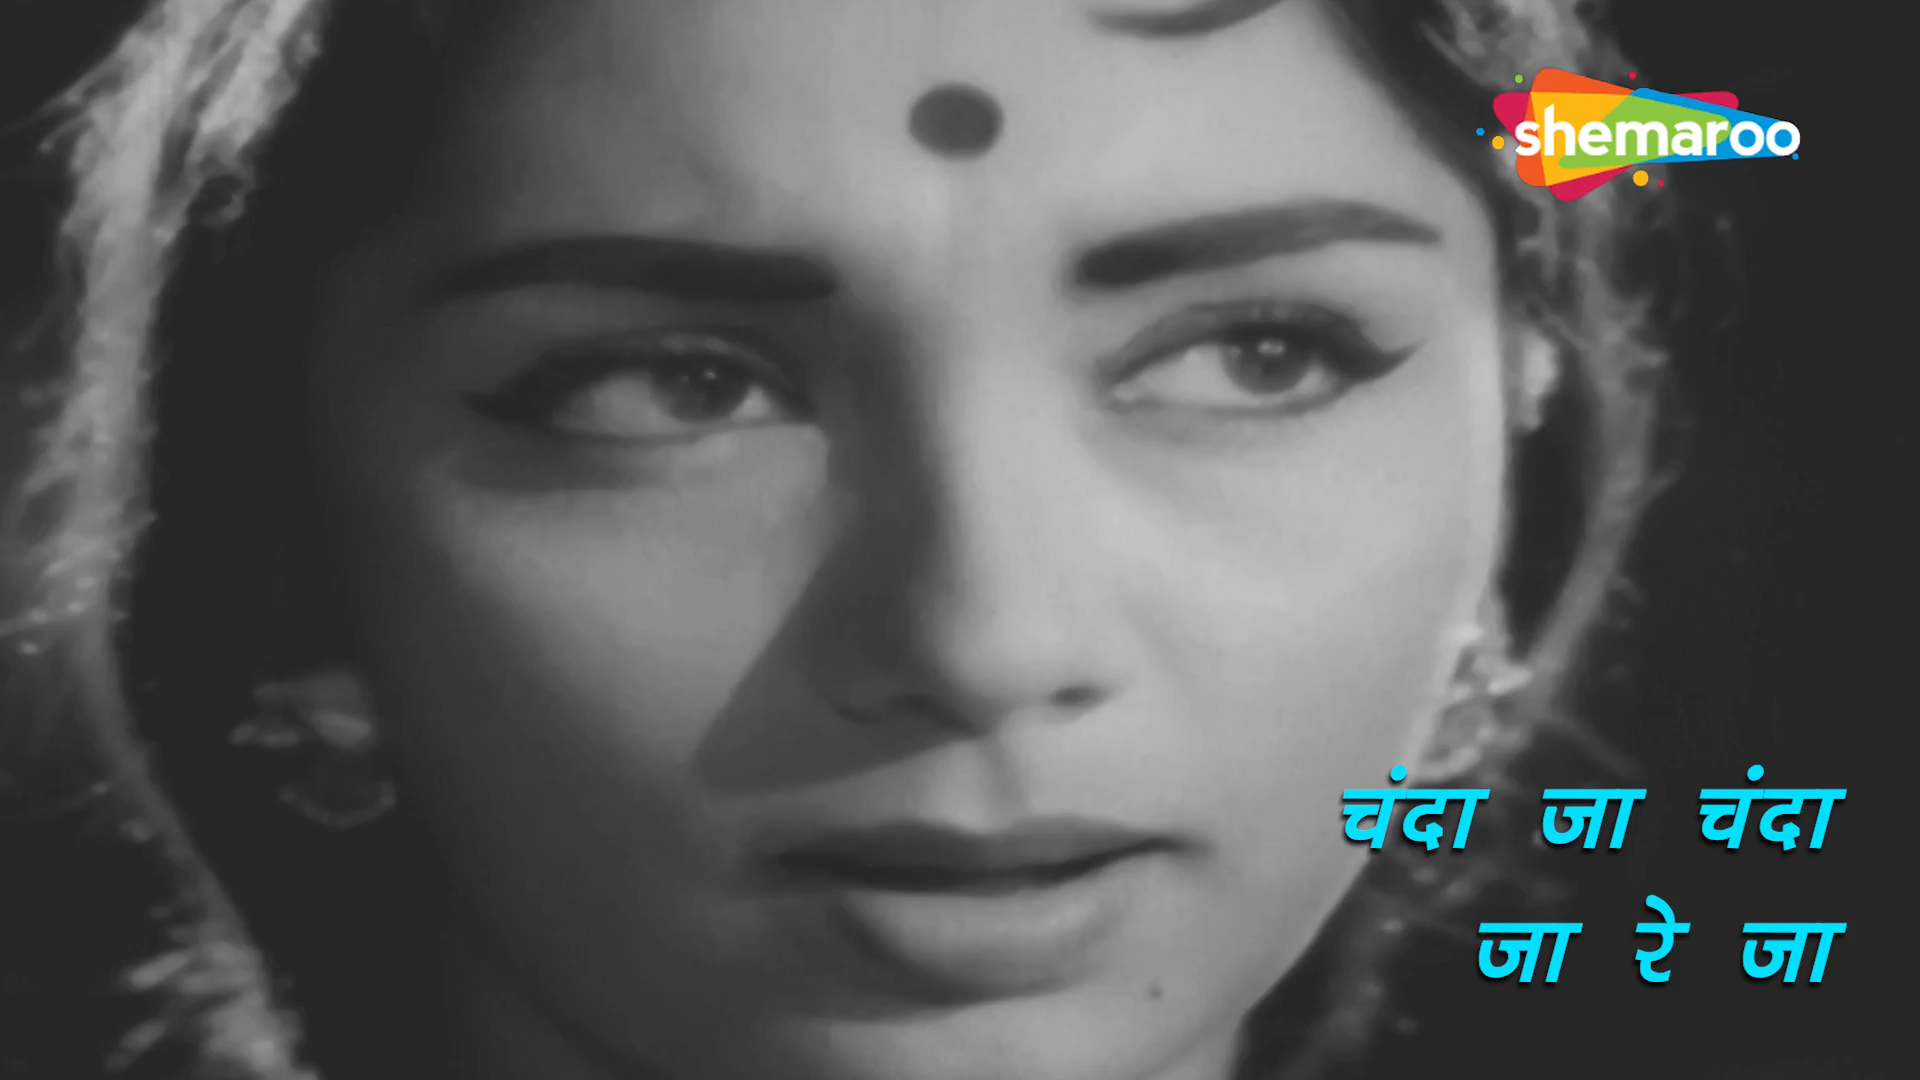 shemaroo
चंदा जा चंदा
जा रे जा